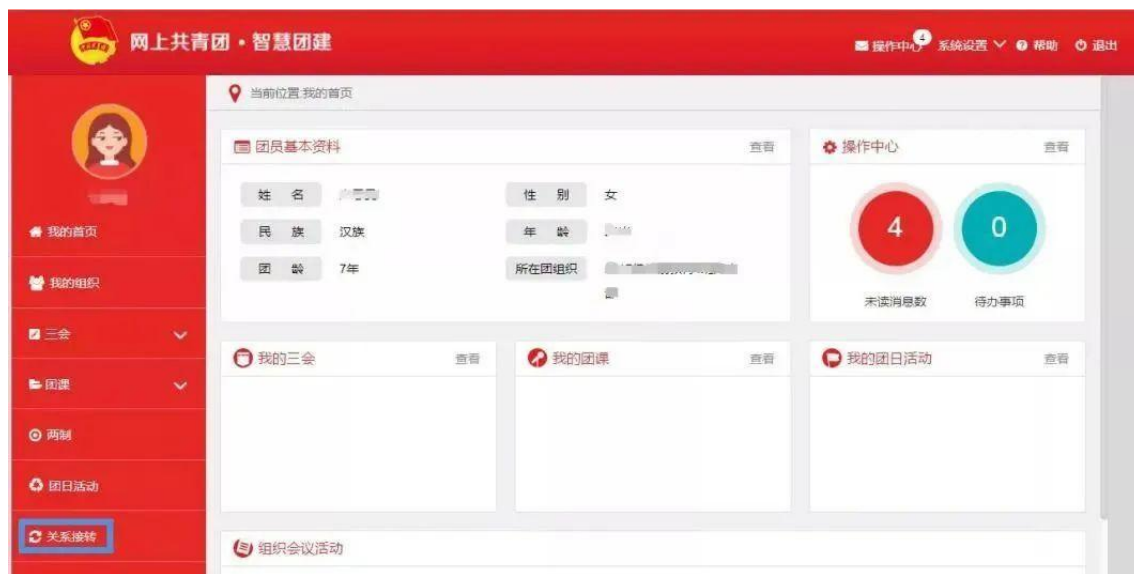 网上共青团·智慧团建
操作中心 4 系统设置 帮助 退出
当前位置:我的首页
团员基本资料 查看
姓 名
性 别 女
民 族 汉族
年 龄
团 龄 7年
所在团组织
操作中心 查看
4 0
未读消息数 待办事项
我的首页
我的组织
三会
团课
两制
团日活动
关系接转
我的三会 查看
我的团课 查看
我的团日活动 查看
组织会议活动